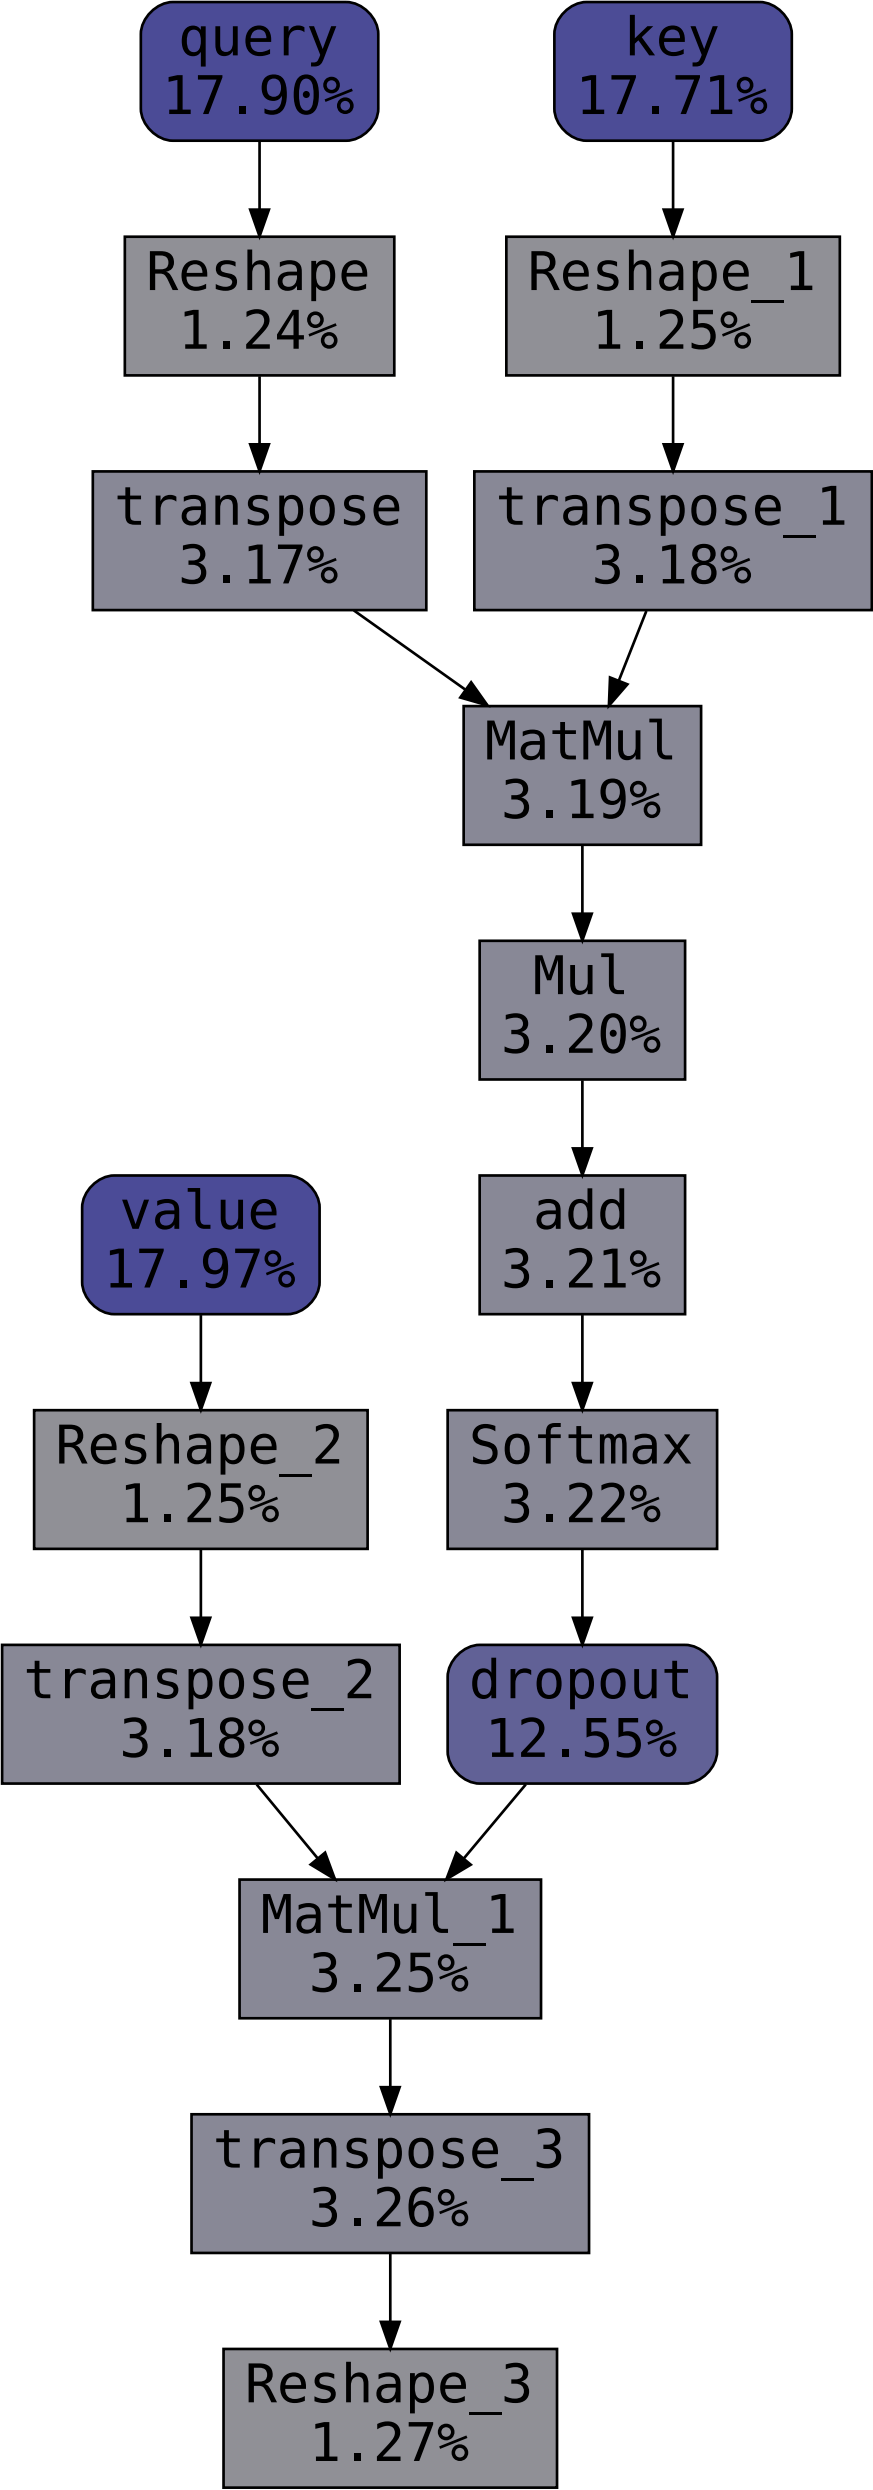 query
17.90%
key
17.71%
Reshape
1.24%
Reshape_1
1.25%
transpose
3.17%
transpose_1
3.18%
MatMul
3.19%
Mul
3.20%
add
3.21%
value
17.97%
Softmax
3.22%
Reshape_2
1.25%
transpose_2
3.18%
dropout
12.55%
MatMul_1
3.25%
transpose_3
3.26%
Reshape_3
1.27%